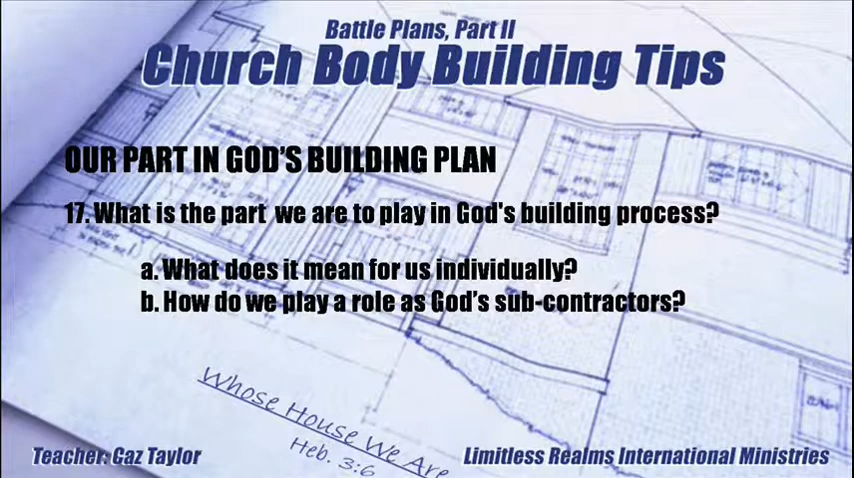 Battle Plans, Part II
Church Body Building Tips
OUR PART IN GOD'S BUILDING PLAN
17. What is the part we are to play in God's building process?
a. What does it mean for us individually?
b. How do we play a role as God's sub-contractors?
Whose House We Are
Heb. 3:6
Teacher: Caz Taylor
Limitless Realms International Ministries